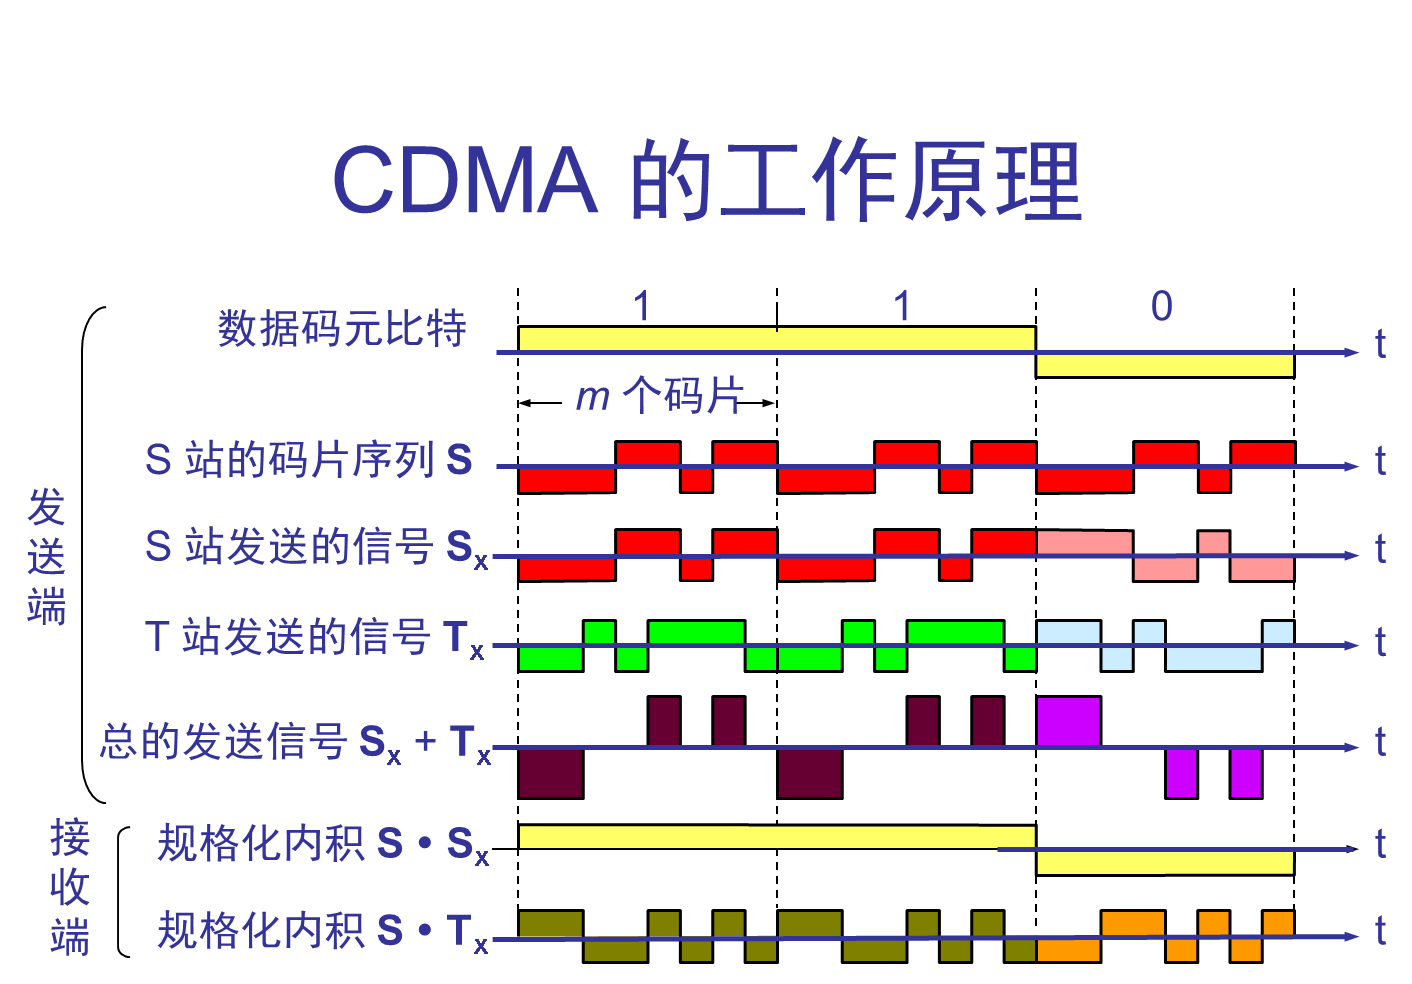 CDMA 的工作原理
1 1 0
数据码元比特 t
m 个码片
S 站的码片序列 S t
S 站发送的信号 Sx t
T 站发送的信号 Tx t
总的发送信号 Sx + Tx t
发送端
规格化内积 S • Sx t
规格化内积 S • Tx t
接收端